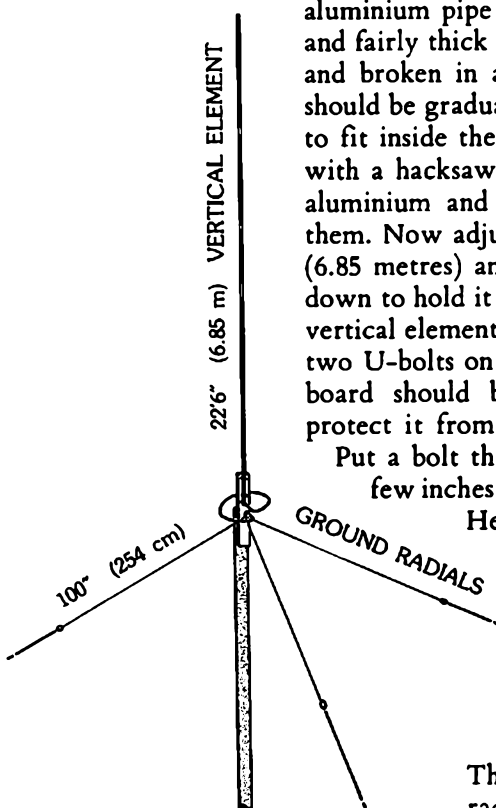 aluminium pipe
and fairly thick
and broken in a
should be gradua
to fit inside the
with a hacksaw
aluminium and
them. Now adju
(6.85 metres) an
down to hold it
vertical element
two U-bolts on
board should b
protect it from
Put a bolt th
few inches
He
22'6" (6.85 m) VERTICAL ELEMENT
100" (254 cm)
GROUND RADIALS
Th